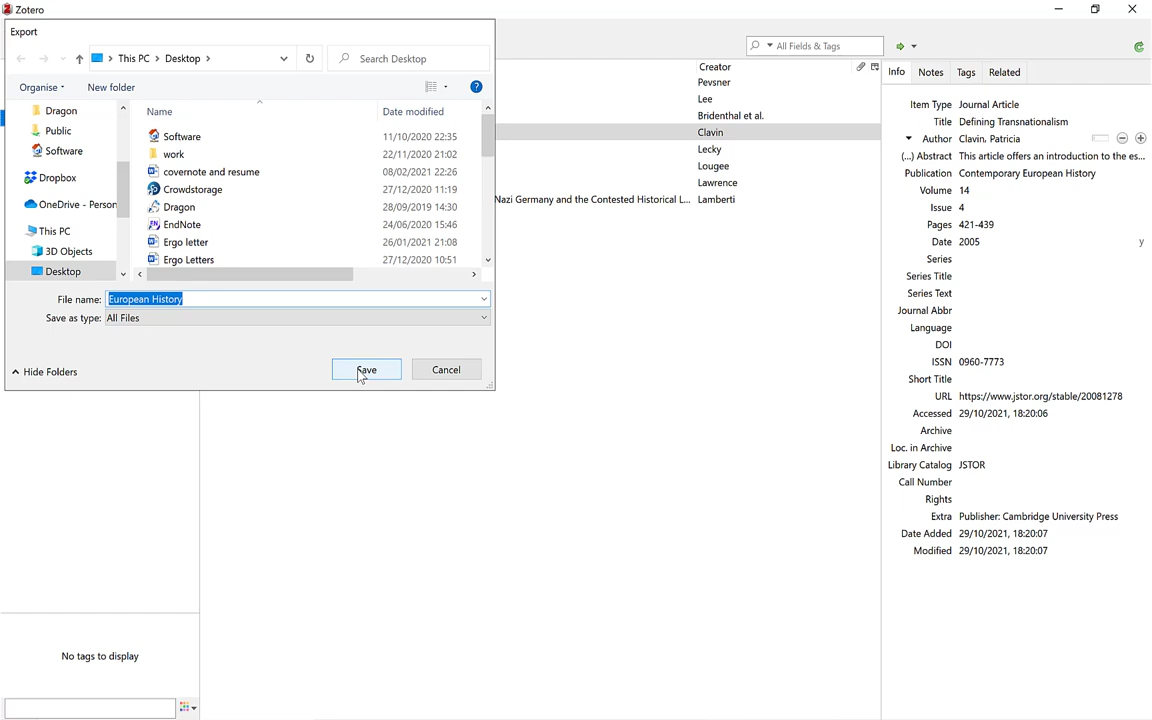 Zotero
Export
This PC > Desktop >
Search Desktop
All Fields & Tags
Organise
New folder
Name
Date modified
Dragon
Public
Software
Dropbox
OneDrive - Person
This PC
3D Objects
Desktop
Software 11/10/2020 22:35
work 22/11/2020 21:02
covernote and resume 08/02/2021 22:26
Crowdstorage 27/12/2020 11:19
Dragon 28/09/2019 14:30
EndNote 24/06/2020 15:46
Ergo letter 26/01/2021 21:08
Ergo Letters 27/12/2020 10:51
File name: European History
Save as type: All Files
Hide Folders
Save
Cancel
Creator
Pevsner
Lee
Bridenthal et al.
Clavin
Lecky
Lougee
Lawrence
Nazi Germany and the Contested Historical L... Lamberti
Info Notes Tags Related
Item Type Journal Article
Title Defining Transnationalism
Author Clavin, Patricia
(...) Abstract This article offers an introduction to the es...
Publication Contemporary European History
Volume 14
Issue 4
Pages 421-439
Date 2005 y
Series
Series Title
Series Text
Journal Abbr
Language
DOI
ISSN 0960-7773
Short Title
URL https://www.jstor.org/stable/20081278
Accessed 29/10/2021, 18:20:06
Archive
Loc. in Archive
Library Catalog JSTOR
Call Number
Rights
Extra Publisher: Cambridge University Press
Date Added 29/10/2021, 18:20:07
Modified 29/10/2021, 18:20:07
No tags to display